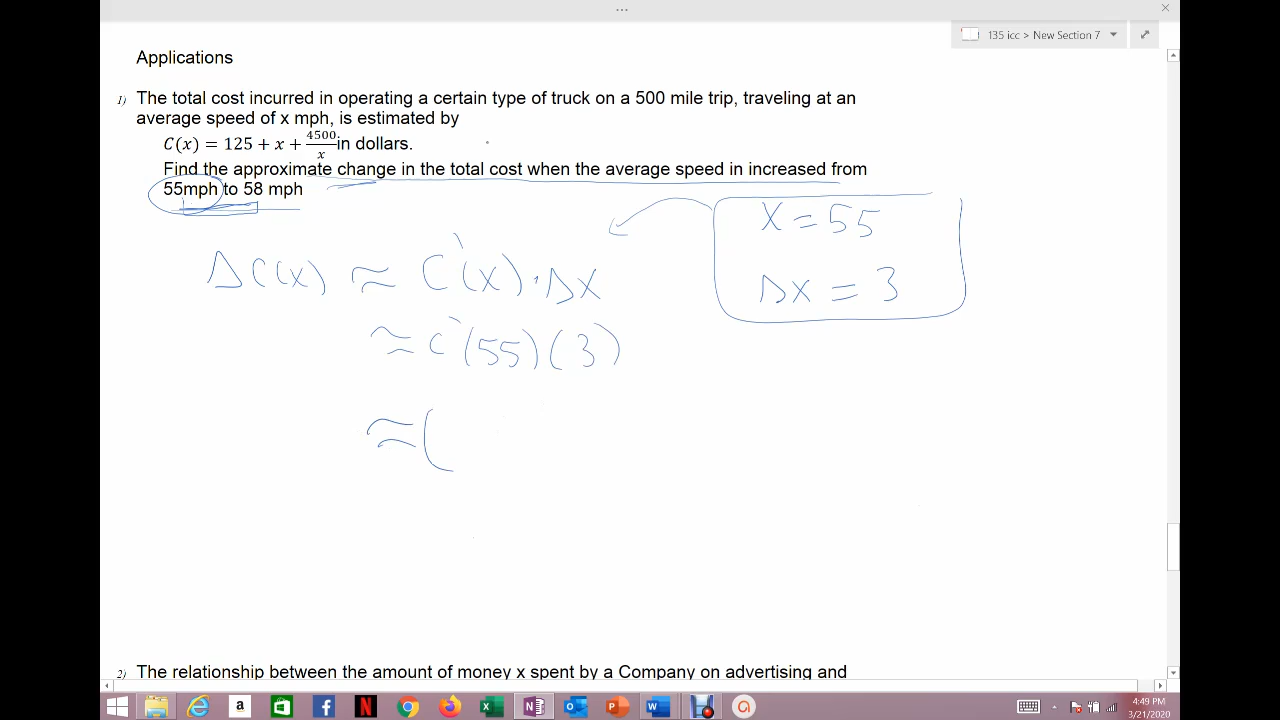 135 icc > New Section 7
Applications
1) The total cost incurred in operating a certain type of truck on a 500 mile trip, traveling at an
average speed of x mph, is estimated by
C(x) = 125 + x + 4500/x in dollars.
Find the approximate change in the total cost when the average speed in increased from
55mph to 58 mph
X = 55
ΔC(x) ≈ C'(x) · ΔX
ΔX = 3
≈ C'(55)(3)
≈ (
2) The relationship between the amount of money x spent by a Company on advertising and
4:49 PM
3/21/2020